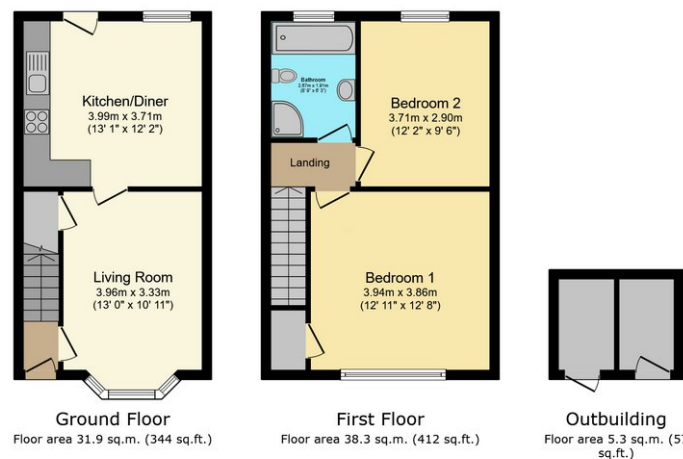 Kitchen/Diner
3.99m x 3.71m
(13' 1" x 12' 2")
Living Room
3.96m x 3.33m
(13' 0" x 10' 11")
Ground Floor
Floor area 31.9 sq.m. (344 sq.ft.)
Bathroom
Bedroom 2
3.71m x 2.90m
(12' 2" x 9' 6")
Landing
Bedroom 1
3.94m x 3.86m
(12' 11" x 12' 8")
First Floor
Floor area 38.3 sq.m. (412 sq.ft.)
Outbuilding
Floor area 5.3 sq.m. (57
sq.ft.)